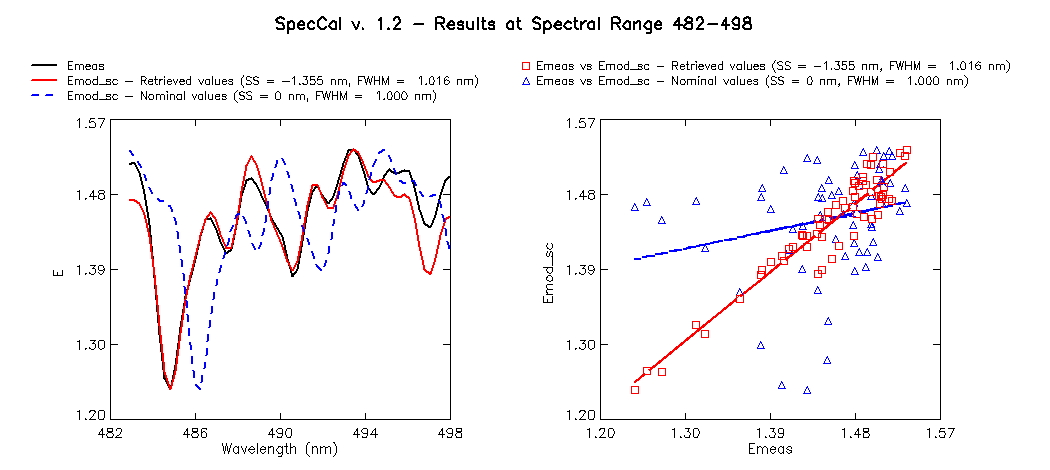 SpecCal v. 1.2 - Results at Spectral Range 482-498
Emeas
Emod_sc - Retrieved values (SS = -1.355 nm, FWHM = 1.016 nm)
Emod_sc - Nominal values (SS = 0 nm, FWHM = 1.000 nm)
Emeas vs Emod_sc - Retrieved values (SS = -1.355 nm, FWHM = 1.016 nm)
Emeas vs Emod_sc - Nominal values (SS = 0 nm, FWHM = 1.000 nm)
1.57
1.48
1.39
1.30
1.20
E
482 486 490 494 498
Wavelength (nm)
1.57
1.48
1.39
1.30
1.20
Emod_sc
1.20 1.30 1.39 1.48 1.57
Emeas